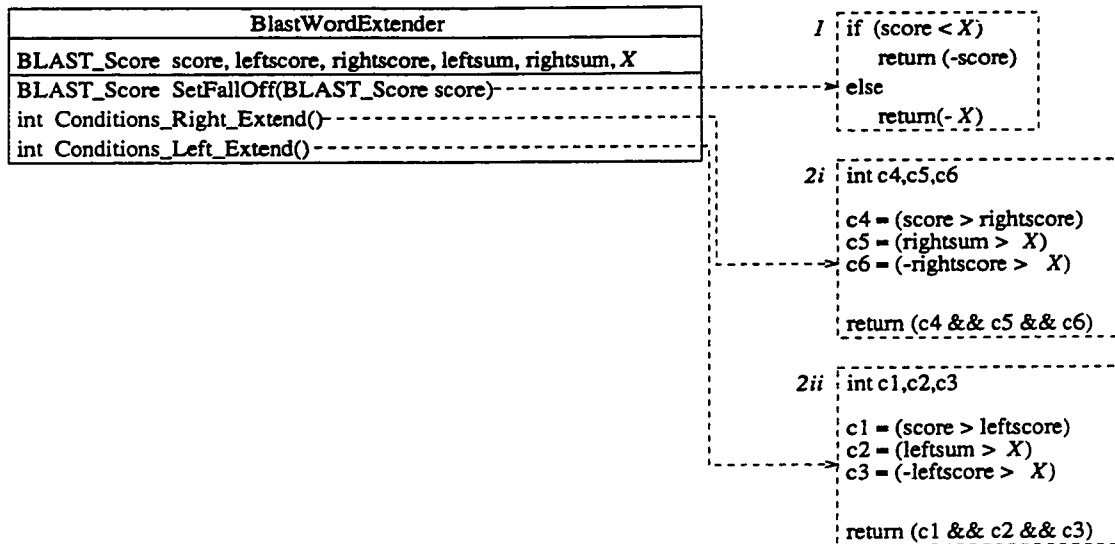 BlastWordExtender
BLAST_Score score, leftscore, rightscore, leftsum, rightsum, X
BLAST_Score SetFallOff(BLAST_Score score)
int Conditions_Right_Extend()
int Conditions_Left_Extend()
1
if (score < X)
return (-score)
else
return(- X)
2i
int c4,c5,c6
c4 = (score > rightscore)
c5 = (rightsum > X)
c6 = (-rightscore > X)
return (c4 && c5 && c6)
2ii
int c1,c2,c3
c1 = (score > leftscore)
c2 = (leftsum > X)
c3 = (-leftscore > X)
return (c1 && c2 && c3)